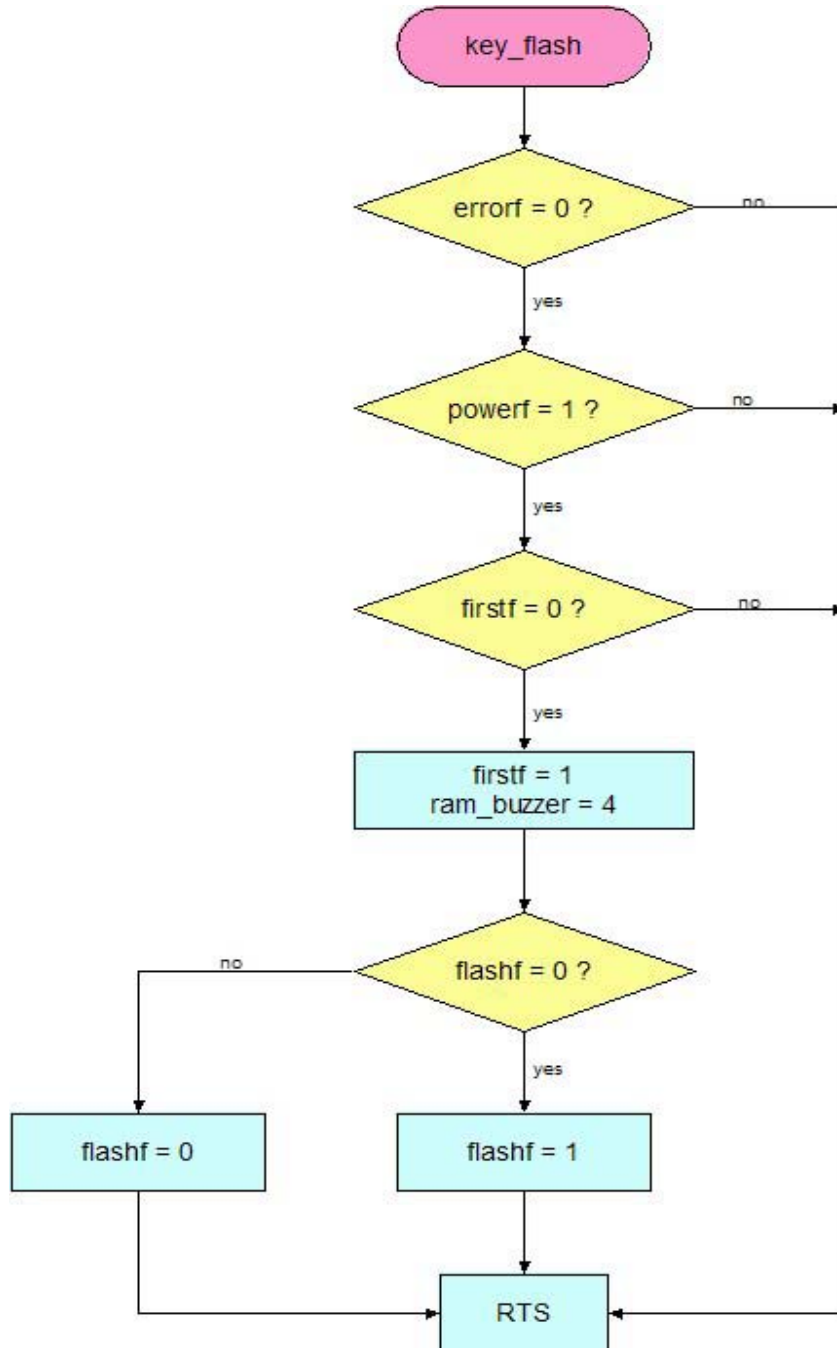 key_flash
errorf = 0 ?
no
yes
powerf = 1 ?
no
yes
firstf = 0 ?
no
yes
firstf = 1
ram_buzzer = 4
flashf = 0 ?
no
yes
flashf = 0
flashf = 1
RTS